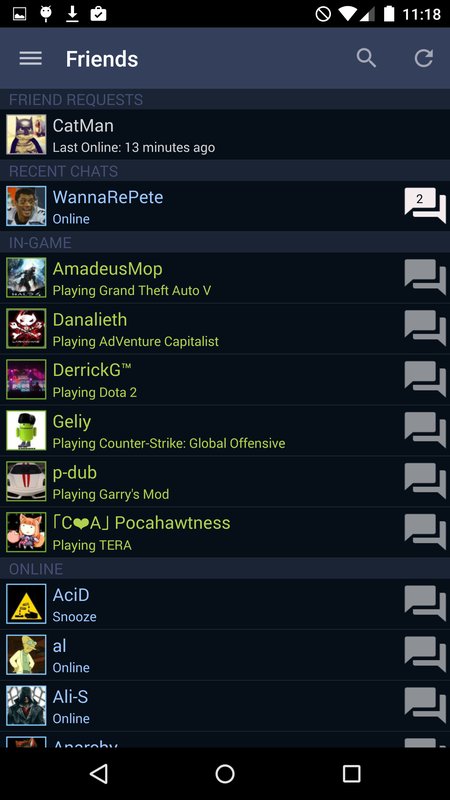 11:18
Friends
FRIEND REQUESTS
CatMan
Last Online: 13 minutes ago
RECENT CHATS
WannaRePete
Online
2
IN-GAME
AmadeusMop
Playing Grand Theft Auto V
Danalieth
Playing AdVenture Capitalist
DerrickG™
Playing Dota 2
Geliy
Playing Counter-Strike: Global Offensive
p-dub
Playing Garry's Mod
「C❤A」 Pocahawtness
Playing TERA
ONLINE
AciD
Snooze
al
Online
Ali-S
Online
Anarchy